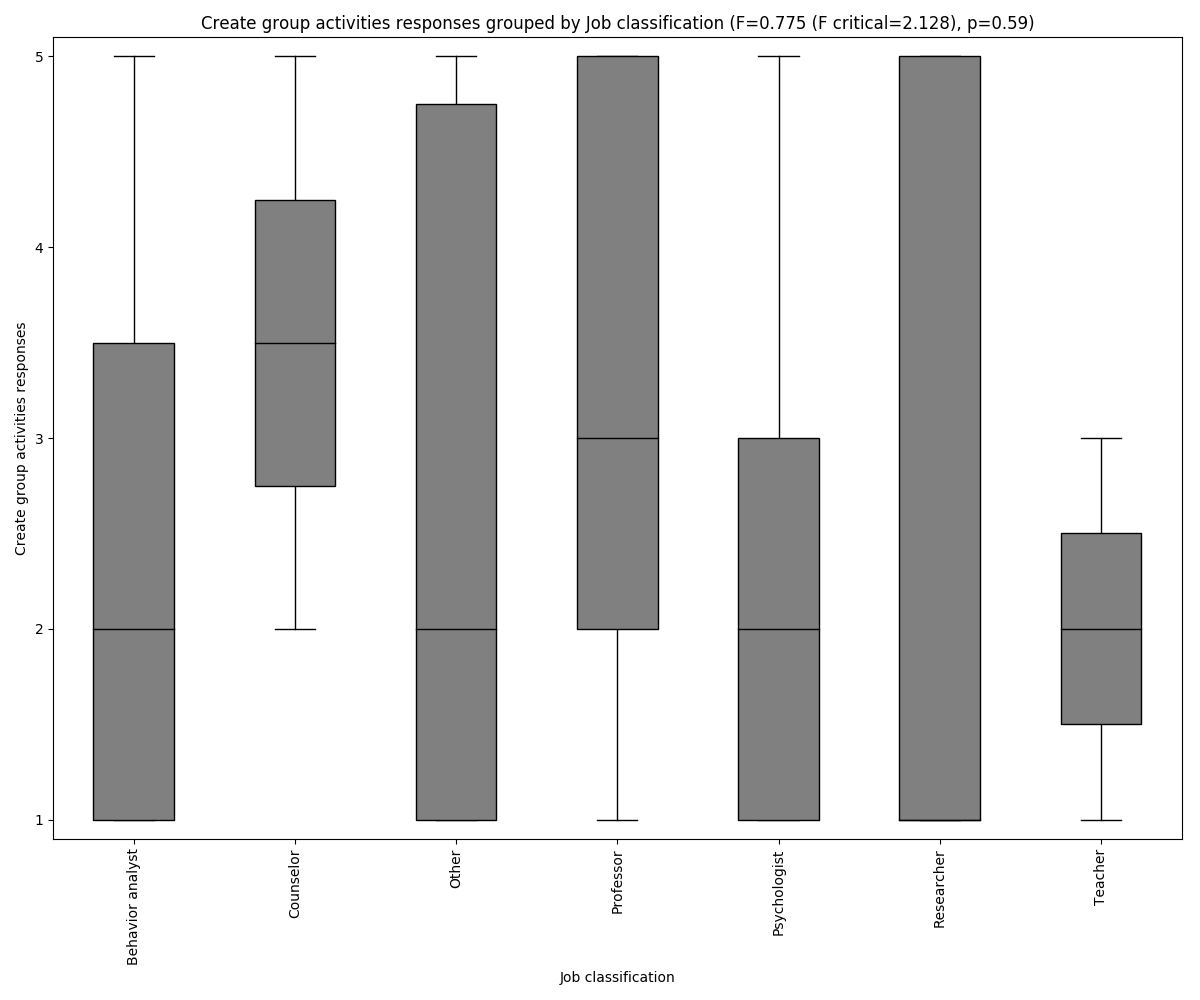 Create group activities responses grouped by Job classification (F=0.775 (F critical=2.128), p=0.59)
Create group activities responses
5
4
3
2
1
Behavior analyst
Counselor
Other
Professor
Psychologist
Researcher
Teacher
Job classification